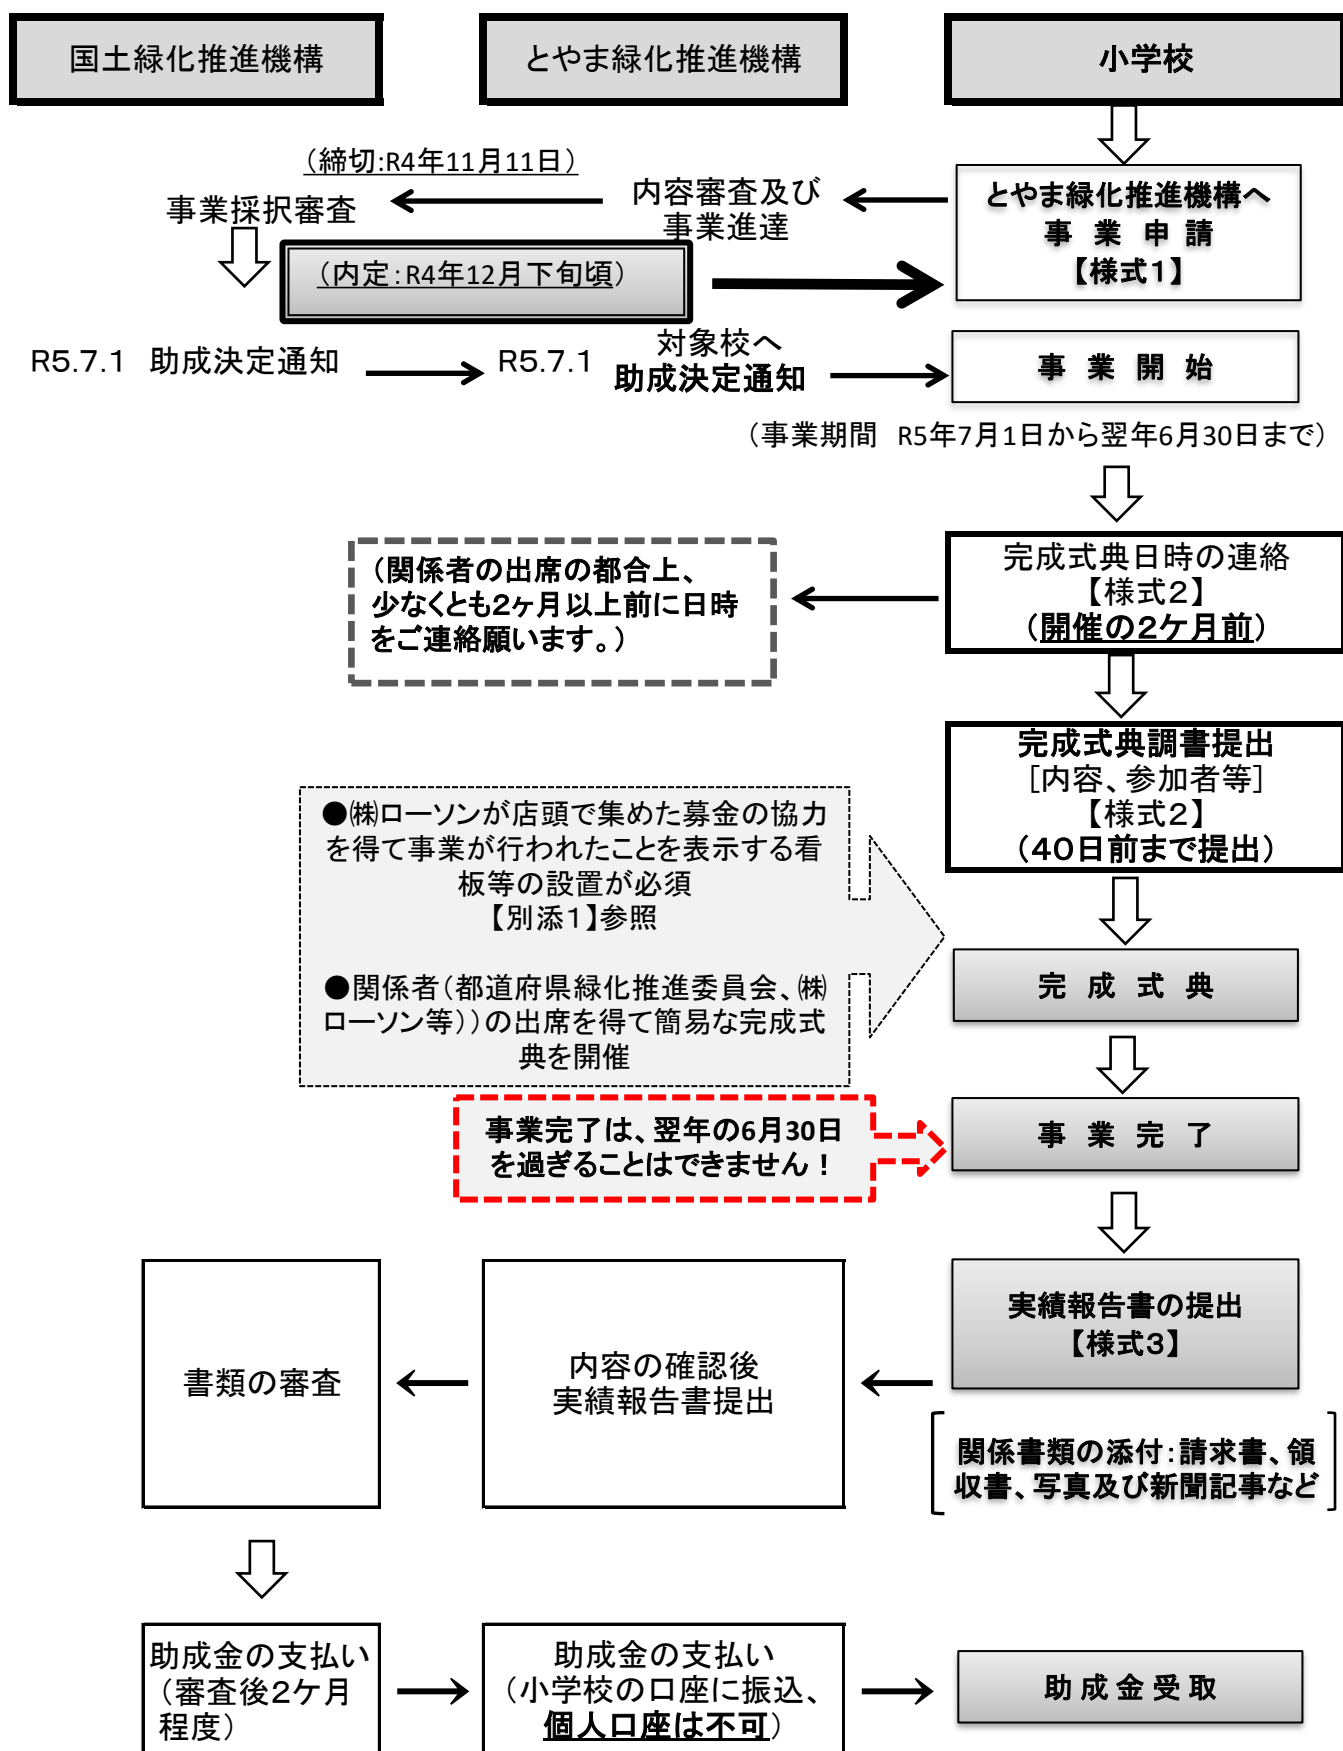 国土緑化推進機構
とやま緑化推進機構
小学校
（締切:R4年11月11日）
事業採択審査
内容審査及び
事業進達
とやま緑化推進機構へ
事 業 申 請
【様式1】
（内定：R4年12月下旬頃）
R5.7.1 助成決定通知
R5.7.1
対象校へ
助成決定通知
事 業 開 始
（事業期間 R5年7月1日から翌年6月30日まで）
（関係者の出席の都合上、
少なくとも2ヶ月以上前に日時
をご連絡願います。）
完成式典日時の連絡
【様式2】
（開催の2ケ月前）
完成式典調書提出
［内容、参加者等］
【様式2】
（40日前まで提出）
●㈱ローソンが店頭で集めた募金の協力
を得て事業が行われたことを表示する看
板等の設置が必須
【別添1】参照
●関係者（都道府県緑化推進委員会、㈱
ローソン等））の出席を得て簡易な完成式
典を開催
完 成 式 典
事業完了は、翌年の6月30日
を過ぎることはできません！
事 業 完 了
実績報告書の提出
【様式3】
書類の審査
内容の確認後
実績報告書提出
関係書類の添付：請求書、領
収書、写真及び新聞記事など
助成金の支払い
（審査後2ケ月
程度）
助成金の支払い
（小学校の口座に振込、
個人口座は不可）
助 成 金 受 取